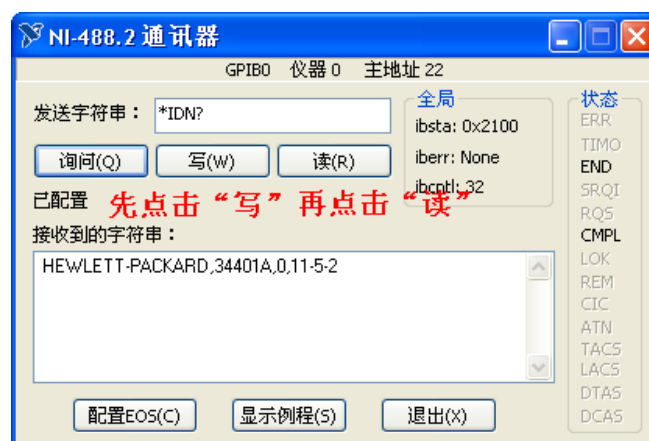 NI-488.2 通讯器
GPIB0 仪器 0 主地址 22
发送字符串： *IDN?
询问(Q) 写(W) 读(R)
全局
ibsta: 0x2100
iberr: None
ibcntl: 32
已配置
先点击“写”再点击“读”
接收到的字符串：
HEWLETT-PACKARD,34401A,0,11-5-2
配置EOS(C) 显示例程(S) 退出(X)
状态
ERR
TIMO
END
SRQI
RQS
CMPL
LOK
REM
CIC
ATN
TACS
LACS
DTAS
DCAS